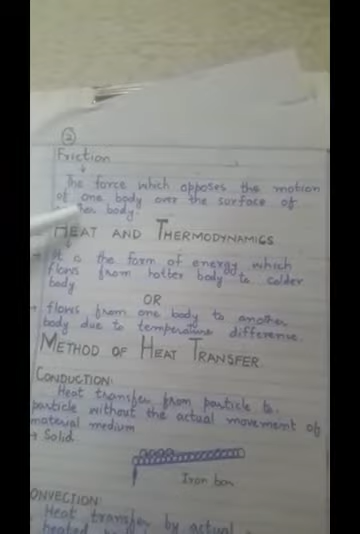 2
Friction
The force which opposes the motion
of one body over the surface of
body.
HEAT AND THERMODYNAMICS
It is the form of energy which
flows from hotter body to colder
body
OR
flows from one body to another
body due to temperature difference.
METHOD OF HEAT TRANSFER
CONDUCTION:
Heat transfer from particle to
particle without the actual movement of
material medium
→ Solid
Iron bar
ONVECTION:
Heat transfer by actual
heated